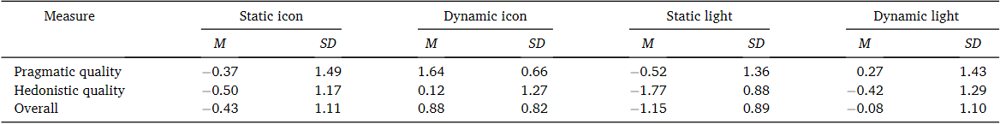 Measure Static icon Dynamic icon Static light Dynamic light
M SD M SD M SD M SD
Pragmatic quality −0.37 1.49 1.64 0.66 −0.52 1.36 0.27 1.43
Hedonistic quality −0.50 1.17 0.12 1.27 −1.77 0.88 −0.42 1.29
Overall −0.43 1.11 0.88 0.82 −1.15 0.89 −0.08 1.10